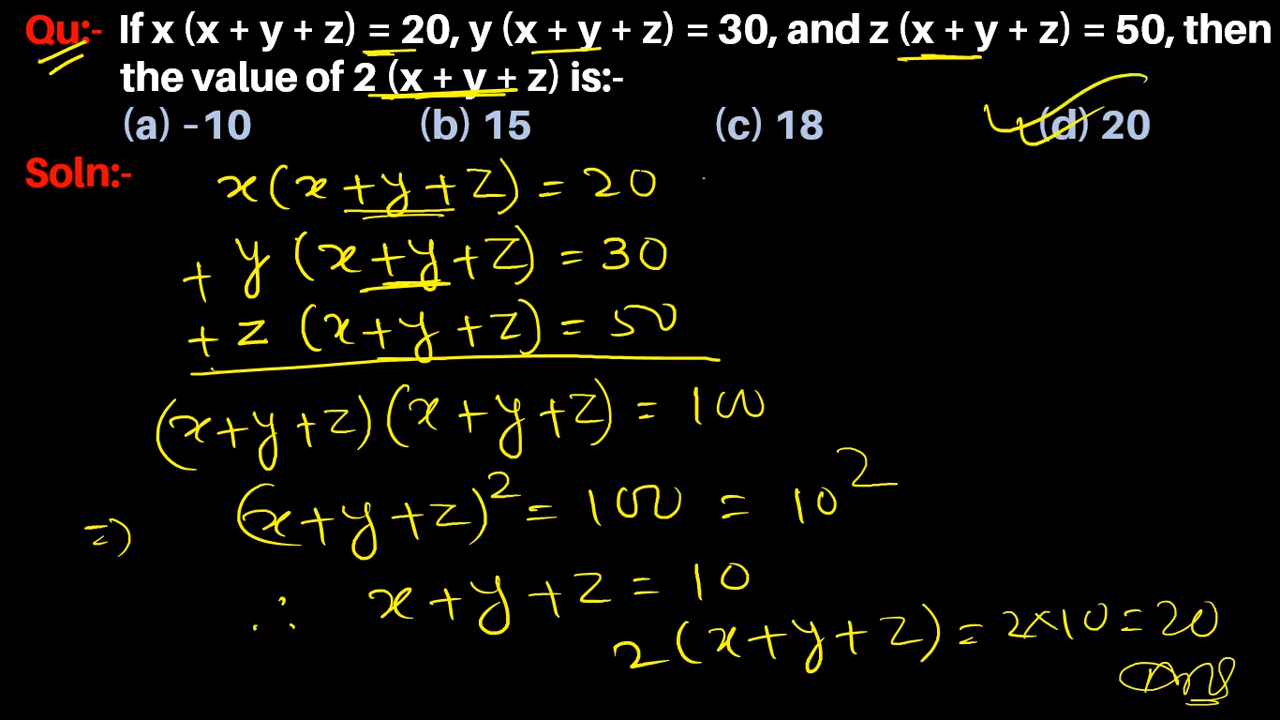 Qu:- If x (x + y + z) = 20, y (x + y + z) = 30, and z (x + y + z) = 50, then
the value of 2 (x + y + z) is:-
(a) -10 (b) 15 (c) 18 (d) 20
Soln:- x(x+y+z) = 20
+ y (x+y+z) = 30
+ z (x+y+z) = 50
(x+y+z)(x+y+z) = 100
=> (x+y+z)² = 100 = 10²
∴ x+y+z = 10
2(x+y+z) = 2×10 = 20
Ans